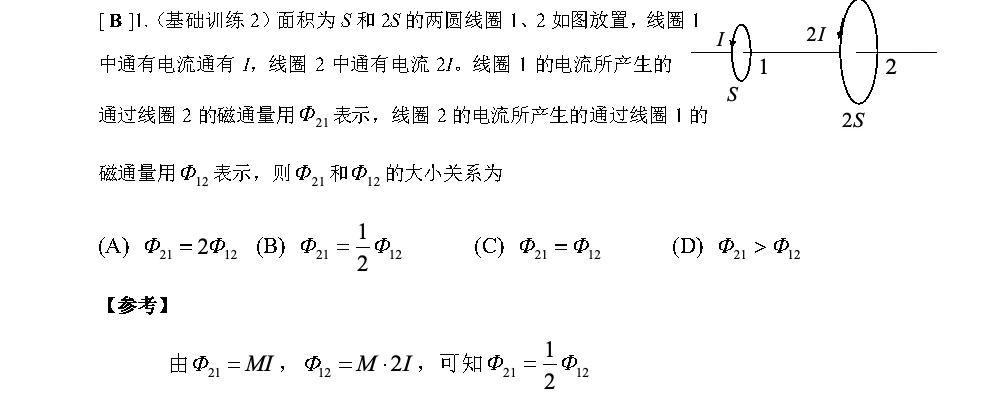 [ B ]1.（基础训练 2）面积为 S 和 2S 的两圆线圈 1、2 如图放置，线圈 1
中通有电流通有 I，线圈 2 中通有电流 2I。线圈 1 的电流所产生的
通过线圈 2 的磁通量用 Φ₂₁ 表示，线圈 2 的电流所产生的通过线圈 1 的
磁通量用 Φ₁₂ 表示，则 Φ₂₁ 和 Φ₁₂ 的大小关系为
I
1
S
2I
2
2S
(A) Φ₂₁ = 2Φ₁₂ (B) Φ₂₁ = 1/2 Φ₁₂ (C) Φ₂₁ = Φ₁₂ (D) Φ₂₁ > Φ₁₂
【参考】
由 Φ₂₁ = MI， Φ₁₂ = M · 2I， 可知 Φ₂₁ = 1/2 Φ₁₂